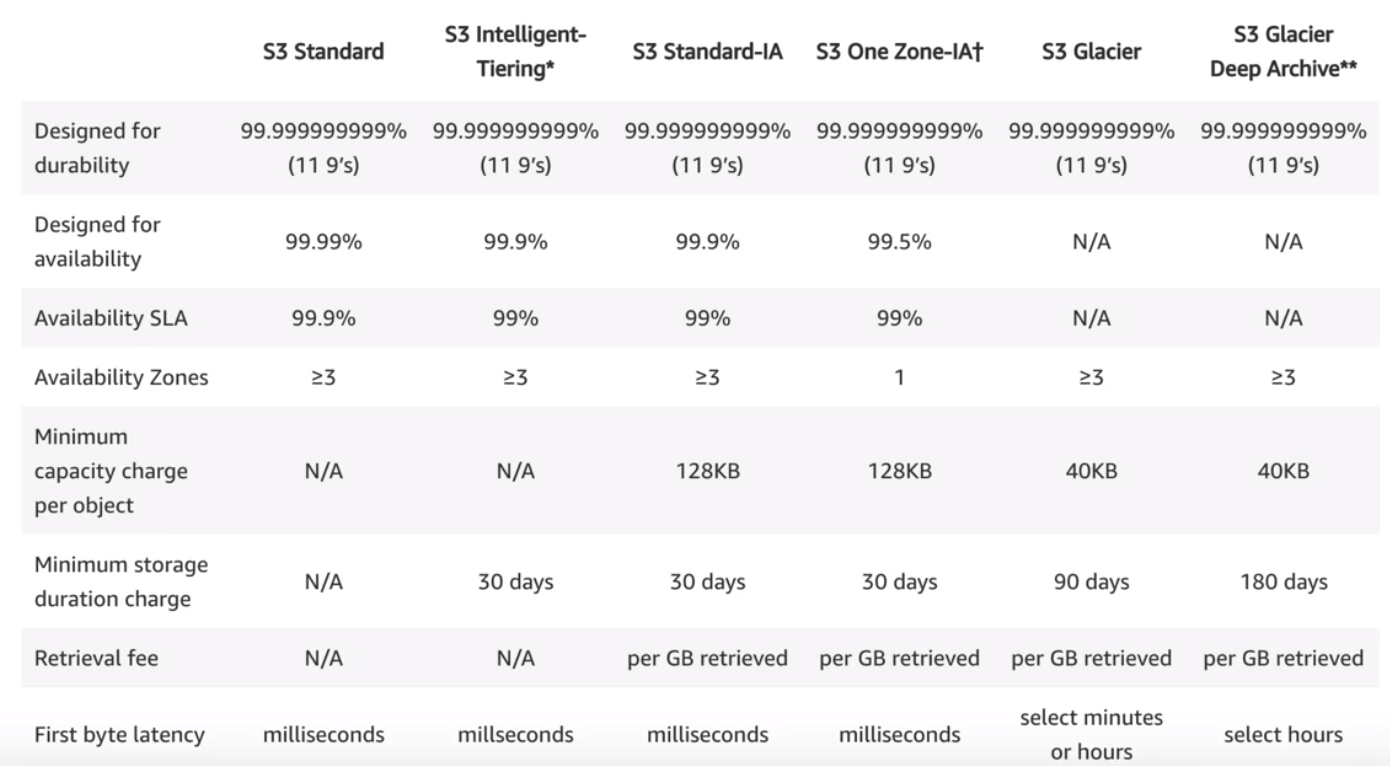 S3 Standard S3 Intelligent-Tiering* S3 Standard-IA S3 One Zone-IA† S3 Glacier S3 Glacier Deep Archive**
Designed for durability 99.999999999% (11 9’s) 99.999999999% (11 9’s) 99.999999999% (11 9’s) 99.999999999% (11 9’s) 99.999999999% (11 9’s) 99.999999999% (11 9’s)
Designed for availability 99.99% 99.9% 99.9% 99.5% N/A N/A
Availability SLA 99.9% 99% 99% 99% N/A N/A
Availability Zones ≥3 ≥3 ≥3 1 ≥3 ≥3
Minimum capacity charge per object N/A N/A 128KB 128KB 40KB 40KB
Minimum storage duration charge N/A 30 days 30 days 30 days 90 days 180 days
Retrieval fee N/A N/A per GB retrieved per GB retrieved per GB retrieved per GB retrieved
First byte latency milliseconds millseconds milliseconds milliseconds select minutes or hours select hours